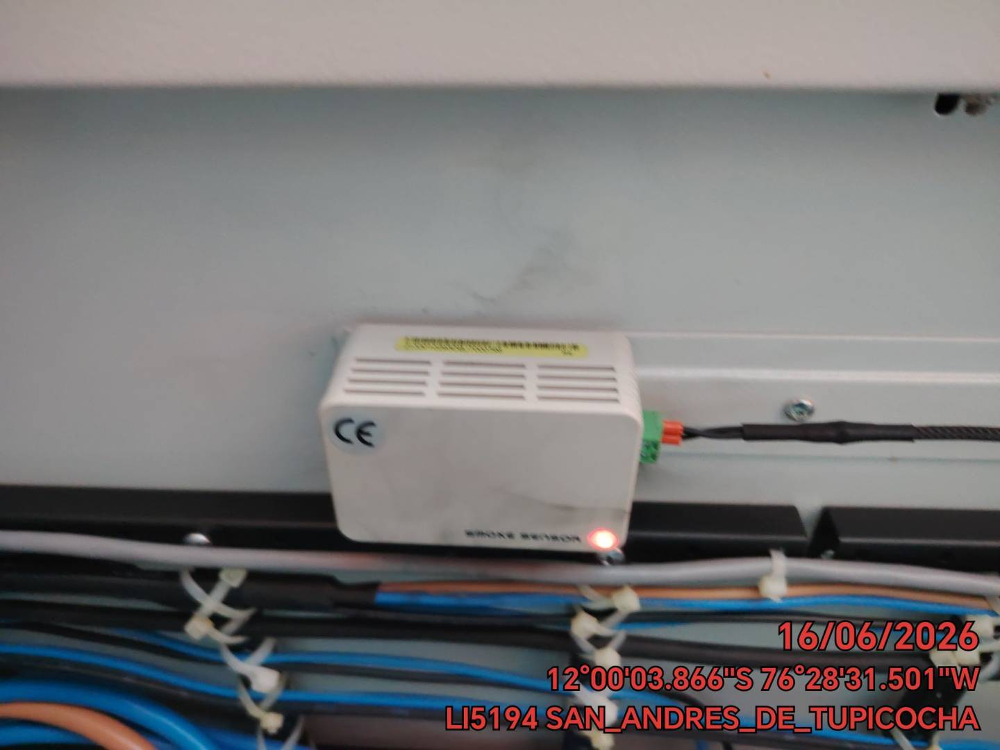 CE
SMOKE SENSOR
16/06/2026
12°00'03.866"S 76°28'31.501"W
LI5194 SAN_ANDRES_DE_TUPICOCHA